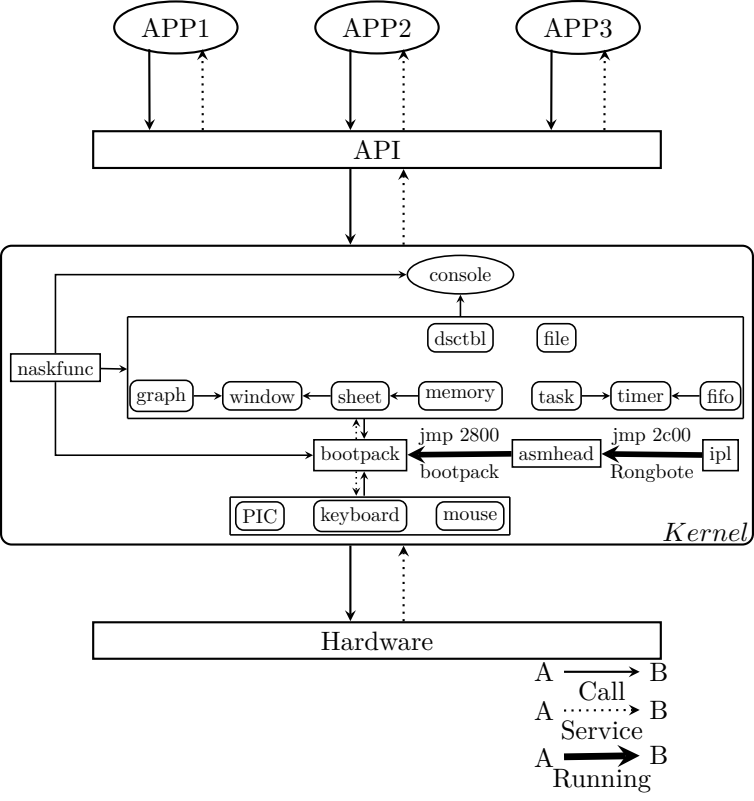 APP1 APP2 APP3
API
console
dsctbl file
naskfunc
graph window sheet memory task timer fifo
jmp 2800 jmp 2c00
bootpack asmhead ipl
bootpack Rongbote
PIC keyboard mouse
Kernel
Hardware
A B
Call
A B
Service
A B
Running